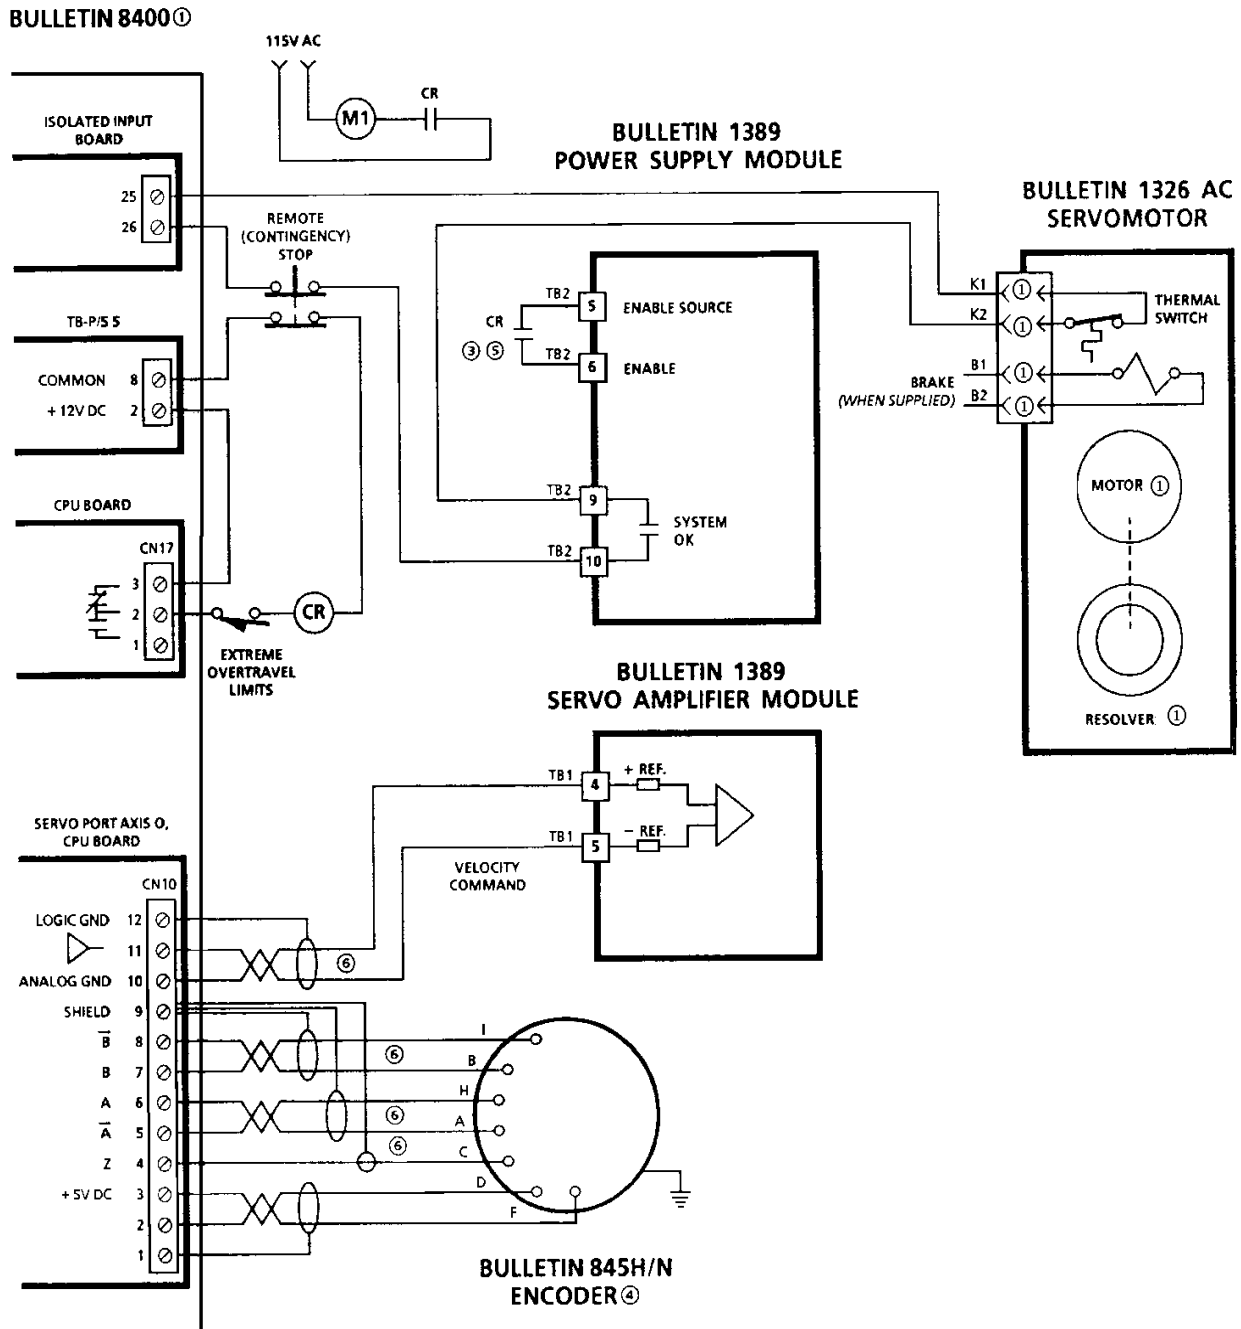 BULLETIN 8400①
115V AC
M1
CR
ISOLATED INPUT
BOARD
25
26
REMOTE
(CONTINGENCY)
STOP
BULLETIN 1389
POWER SUPPLY MODULE
BULLETIN 1326 AC
SERVOMOTOR
TB2
5
ENABLE SOURCE
CR
③ ⑤
TB2
6
ENABLE
K1
①
K2
①
THERMAL
SWITCH
B1
①
BRAKE
(WHEN SUPPLIED)
B2
①
TB-P/S 5
COMMON
8
+ 12V DC
2
MOTOR ①
TB2
9
SYSTEM
OK
TB2
10
CPU BOARD
CN17
3
2
1
CR
EXTREME
OVERTRAVEL
LIMITS
RESOLVER ①
BULLETIN 1389
SERVO AMPLIFIER MODULE
TB1
4
+ REF.
TB1
5
– REF.
VELOCITY
COMMAND
SERVO PORT AXIS O,
CPU BOARD
CN10
LOGIC GND 12
11
ANALOG GND 10
⑥
SHIELD 9
B̅ 8
⑥
I
B 7
B
A 6
⑥
H
A̅ 5
⑥
A
Z 4
C
+ 5V DC 3
D
2
F
1
BULLETIN 845H/N
ENCODER④